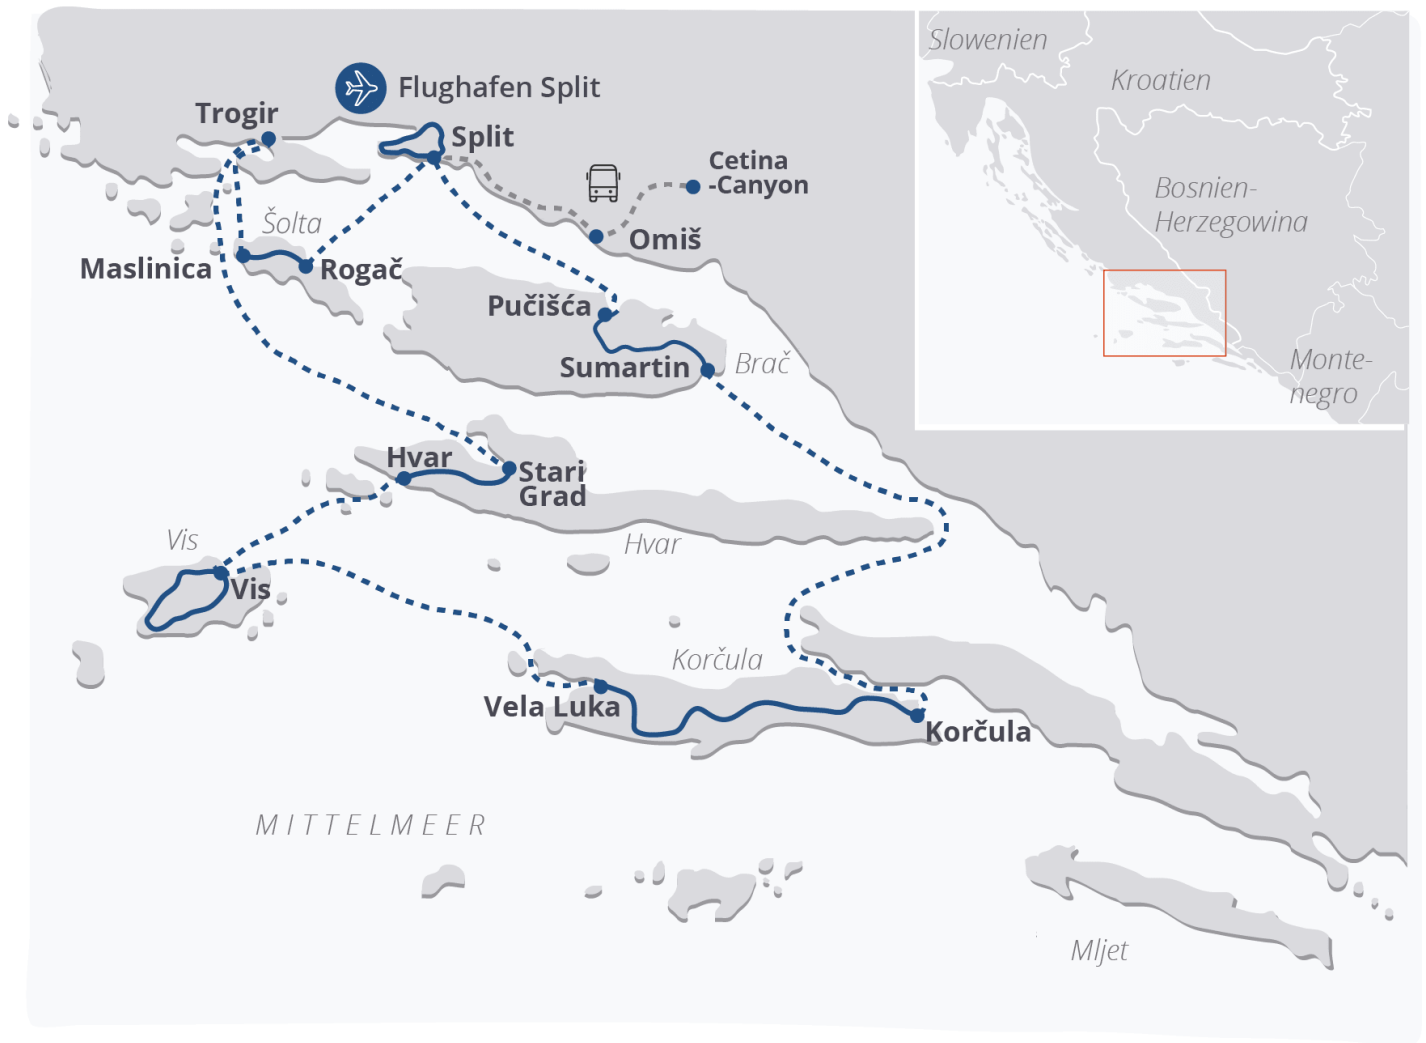 Slowenien
Kroatien
Flughafen Split
Trogir
Split
Cetina
-Canyon
Bosnien-
Herzegowina
Šolta
Omiš
Maslinica
Rogač
Pučišća
Sumartin
Brač
Monte-
negro
Hvar
Stari
Grad
Hvar
Vis
Vis
Korčula
Vela Luka
Korčula
MITTELMEER
Mljet